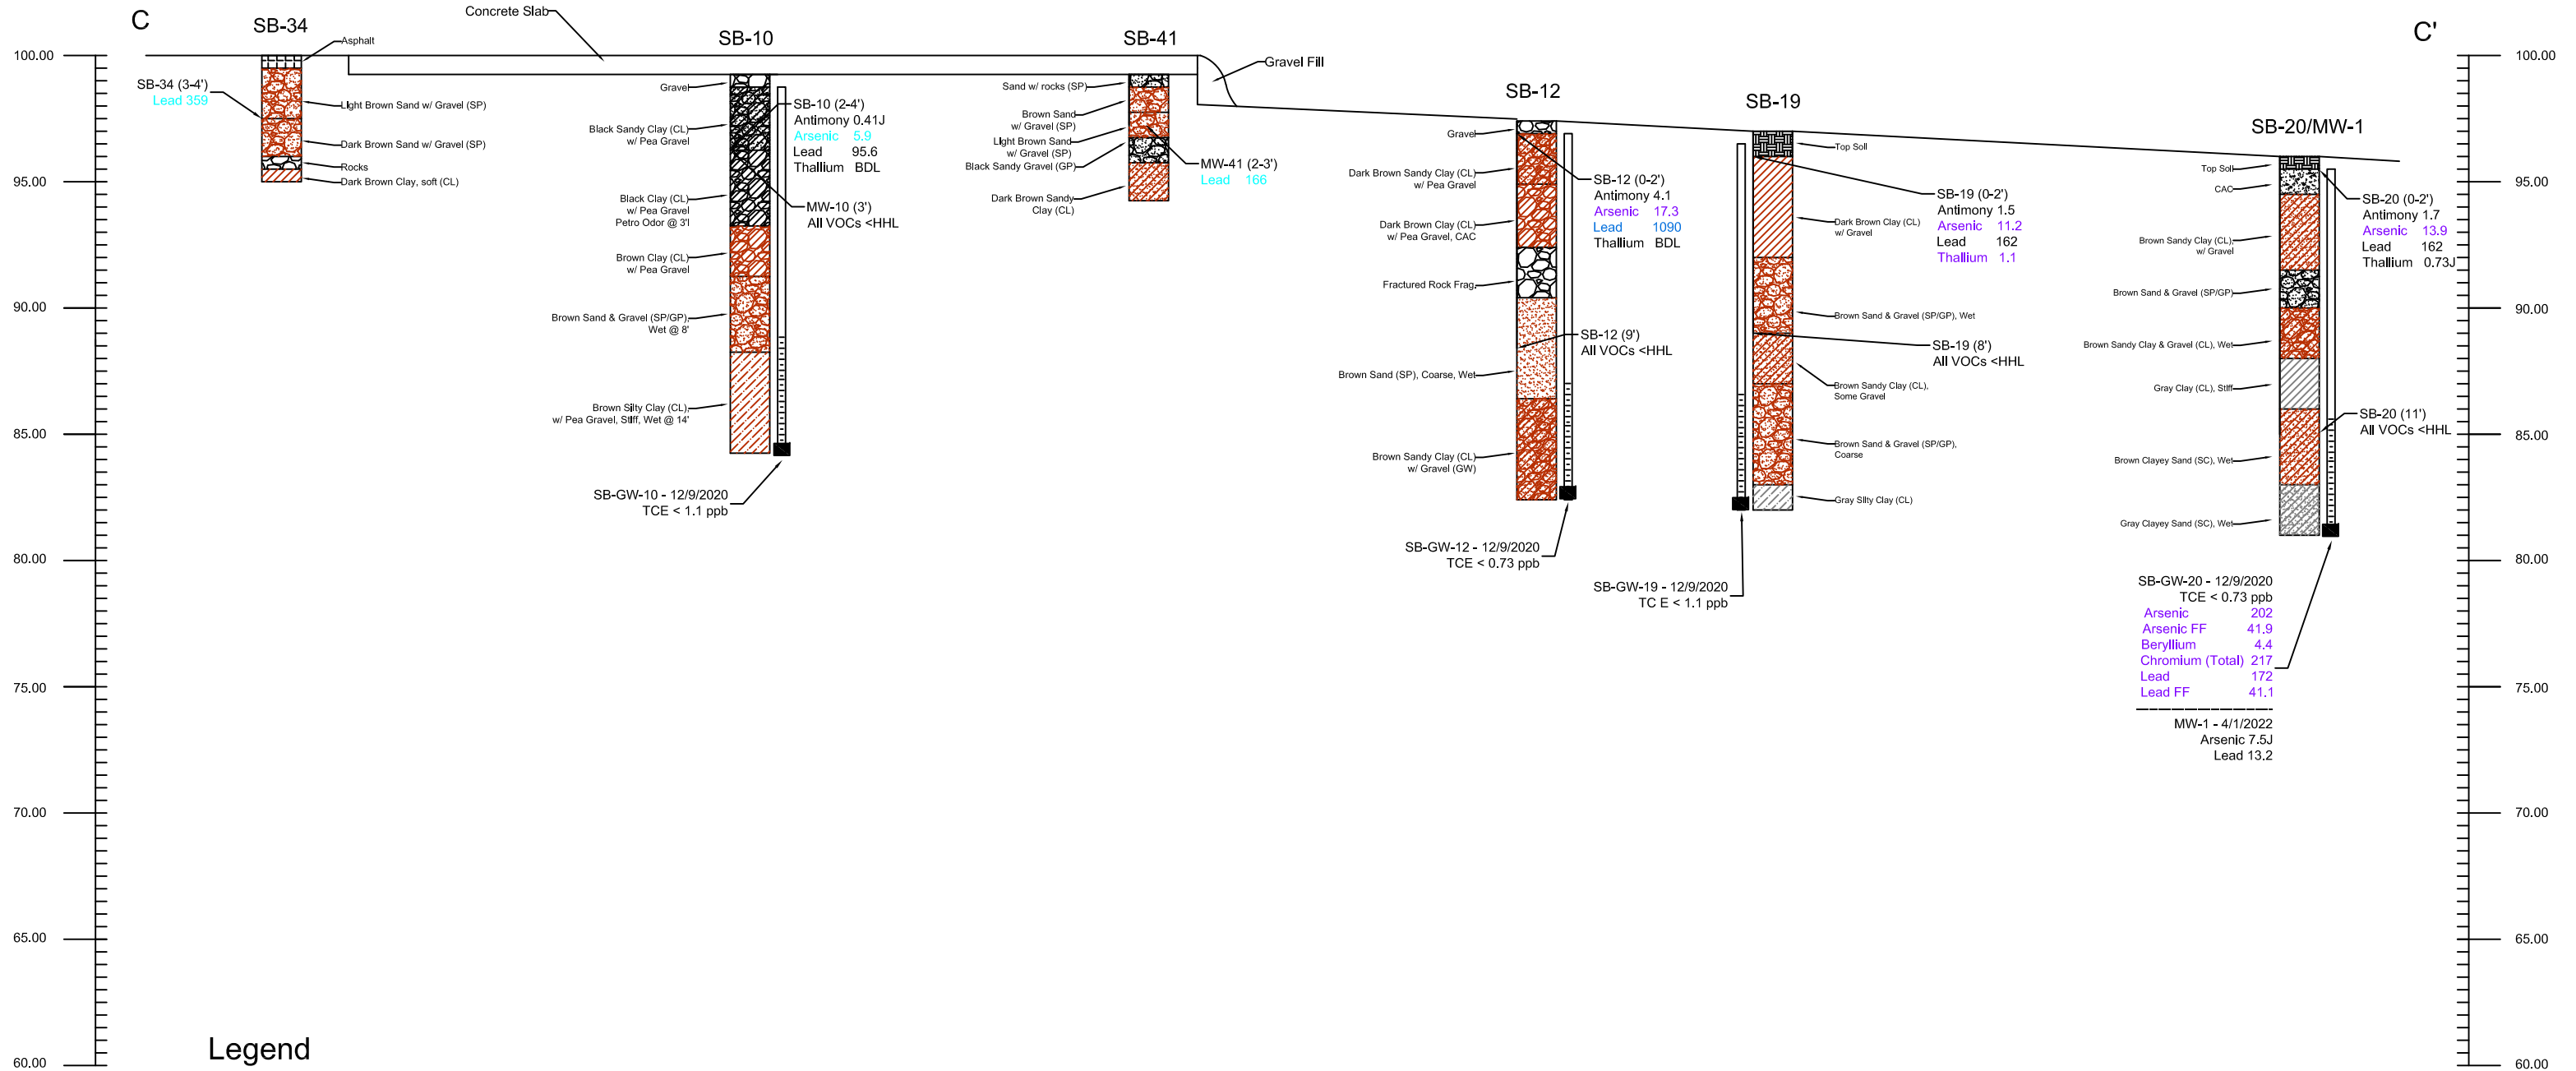 C
C'
Concrete Slab
SB-34
Asphalt
SB-34 (3-4')
Lead 359
Light Brown Sand w/ Gravel (SP)
Dark Brown Sand w/ Gravel (SP)
Rocks
Dark Brown Clay, soft (CL)
SB-10
Gravel
Black Sandy Clay (CL)
w/ Pea Gravel
Black Clay (CL)
w/ Pea Gravel
Petro Odor @ 3'l
Brown Clay (CL)
w/ Pea Gravel
Brown Sand & Gravel (SP/GP),
Wet @ 8'
Brown Silty Clay (CL),
w/ Pea Gravel, Stiff, Wet @ 14'
SB-10 (2-4')
Antimony 0.41J
Arsenic 5.9
Lead 95.6
Thallium BDL
MW-10 (3')
All VOCs <HHL
SB-GW-10 - 12/9/2020
TCE < 1.1 ppb
SB-41
Sand w/ rocks (SP)
Brown Sand
w/ Gravel (SP)
Light Brown Sand
w/ Gravel (SP)
Black Sandy Gravel (GP)
Dark Brown Sandy
Clay (CL)
MW-41 (2-3')
Lead 166
Gravel Fill
SB-12
Gravel
Dark Brown Sandy Clay (CL)
w/ Pea Gravel
Dark Brown Clay (CL)
w/ Pea Gravel, CAC
Fractured Rock Frag.
Brown Sand (SP), Coarse, Wet
Brown Sandy Clay (CL)
w/ Gravel (GW)
SB-12 (0-2')
Antimony 4.1
Arsenic 17.3
Lead 1090
Thallium BDL
SB-12 (9')
All VOCs <HHL
SB-GW-12 - 12/9/2020
TCE < 0.73 ppb
SB-19
Top Soil
Dark Brown Clay (CL)
w/ Gravel
Brown Sand & Gravel (SP/GP), Wet
Brown Sandy Clay (CL),
Some Gravel
Brown Sand & Gravel (SP/GP),
Coarse
Gray Silty Clay (CL)
SB-19 (0-2')
Antimony 1.5
Arsenic 11.2
Lead 162
Thallium 1.1
SB-19 (8')
All VOCs <HHL
SB-GW-19 - 12/9/2020
TC E < 1.1 ppb
SB-20/MW-1
Top Soil
CAC
Brown Sandy Clay (CL),
w/ Gravel
Brown Sand & Gravel (SP/GP)
Brown Sandy Clay & Gravel (CL), Wet
Gray Clay (CL), Stiff
Brown Clayey Sand (SC), Wet
Gray Clayey Sand (SC), Wet
SB-20 (0-2')
Antimony 1.7
Arsenic 13.9
Lead 162
Thallium 0.73J
SB-20 (11')
All VOCs <HHL
SB-GW-20 - 12/9/2020
TCE < 0.73 ppb
Arsenic 202
Arsenic FF 41.9
Beryllium 4.4
Chromium (Total) 217
Lead 172
Lead FF 41.1
MW-1 - 4/1/2022
Arsenic 7.5J
Lead 13.2
100.00
95.00
90.00
85.00
80.00
75.00
70.00
65.00
60.00
100.00
95.00
90.00
85.00
80.00
75.00
70.00
65.00
60.00
Legend